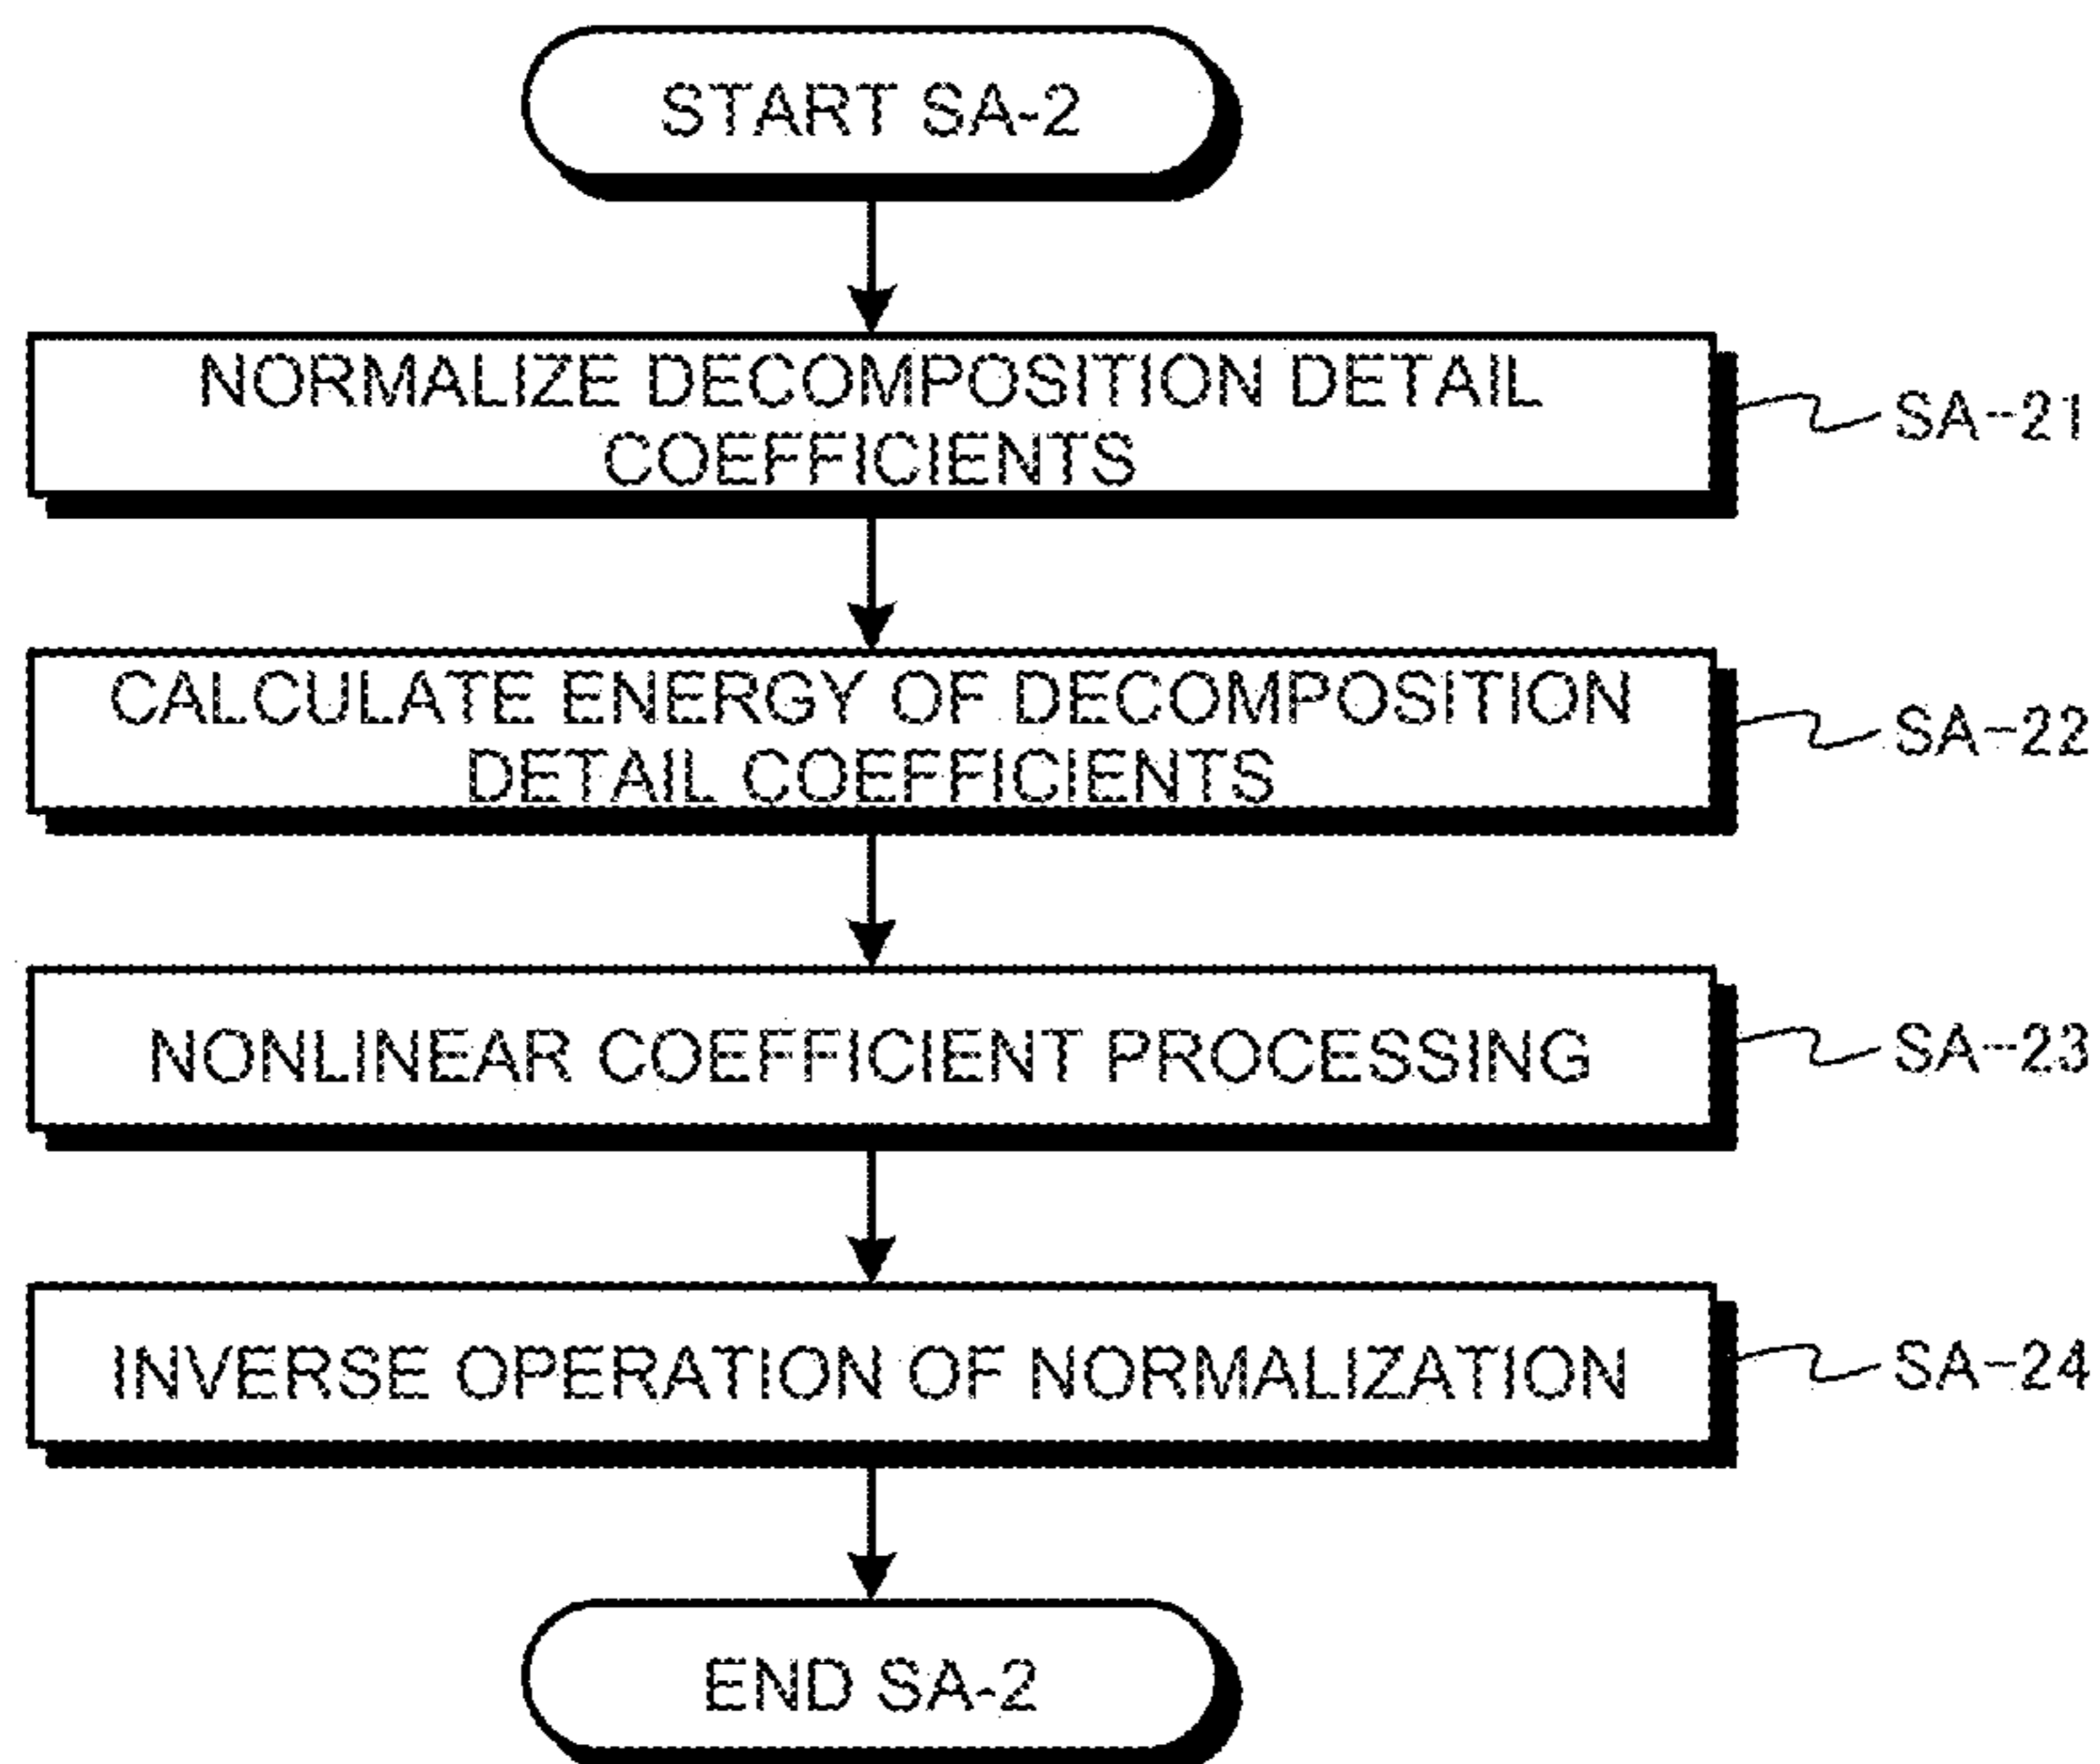 START SA-2
NORMALIZE DECOMPOSITION DETAIL
COEFFICIENTS
SA-21
CALCULATE ENERGY OF DECOMPOSITION
DETAIL COEFFICIENTS
SA-22
NONLINEAR COEFFICIENT PROCESSING
SA-23
INVERSE OPERATION OF NORMALIZATION
SA-24
END SA-2